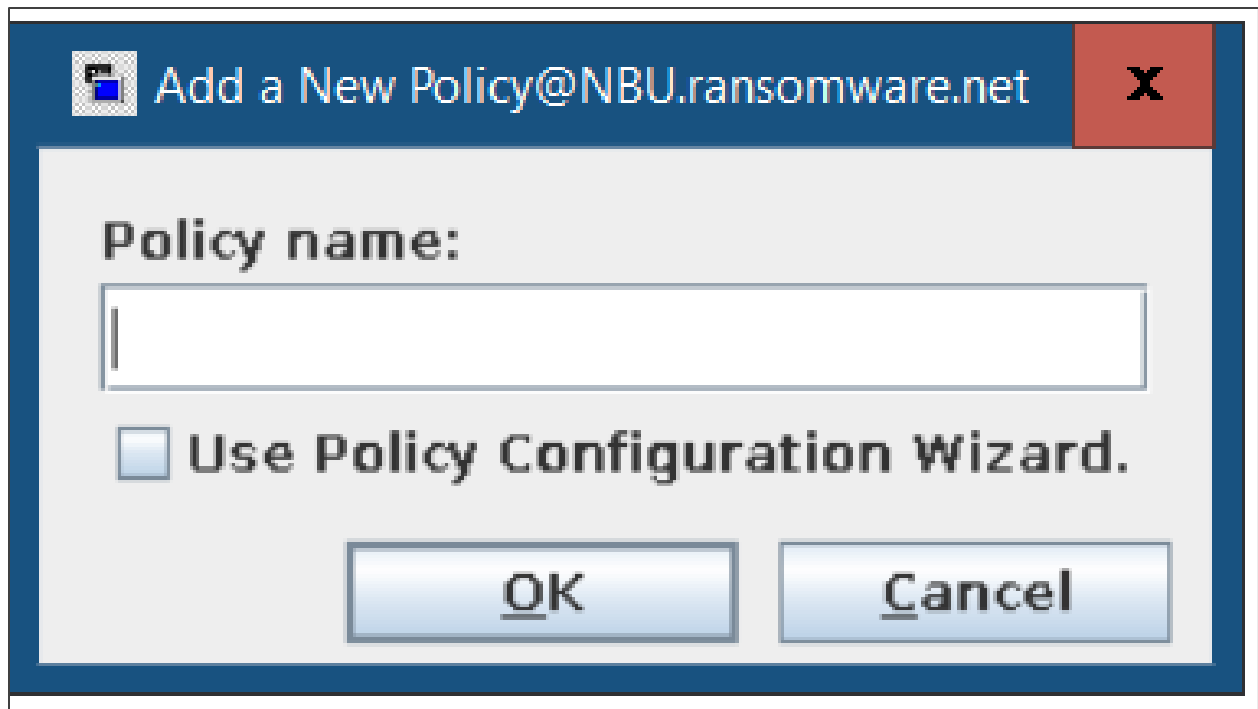 Add a New Policy@NBU.ransomware.net
Policy name:
Use Policy Configuration Wizard.
OK
Cancel